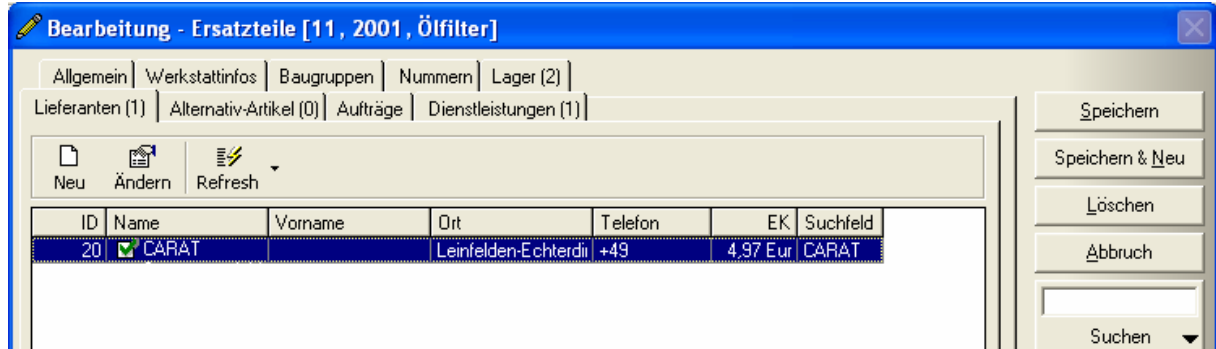 Bearbeitung - Ersatzteile [11, 2001, Ölfilter]
Allgemein Werkstattinfos Baugruppen Nummern Lager (2)
Lieferanten (1) Alternativ-Artikel (0) Aufträge Dienstleistungen (1)
Neu Ändern Refresh
ID Name Vorname Ort Telefon EK Suchfeld
20 CARAT Leinfelden-Echterdii +49 4,97 Eur CARAT
Speichern
Speichern & Neu
Löschen
Abbruch
Suchen